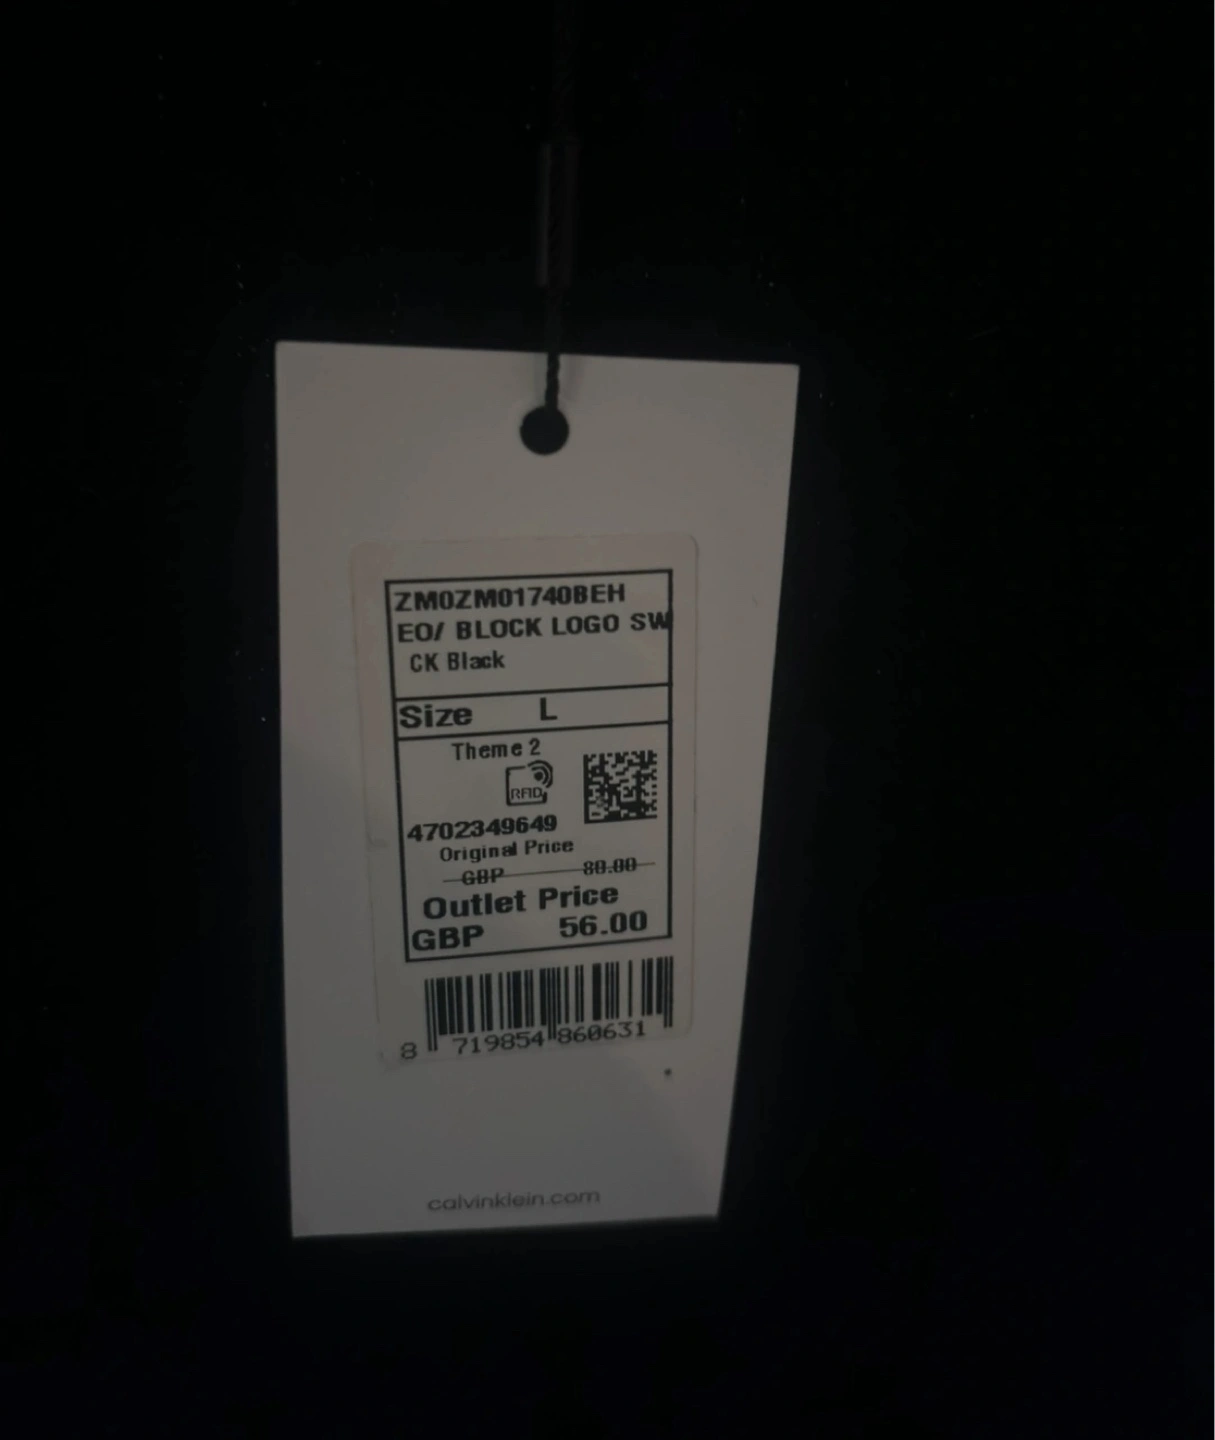 ZM0ZM01740BEH
EO/ BLOCK LOGO SW
CK Black
Size L
Theme 2
RFID
4702349649
Original Price
GBP 80.00
Outlet Price
GBP 56.00
8 719854 860631
calvinklein.com